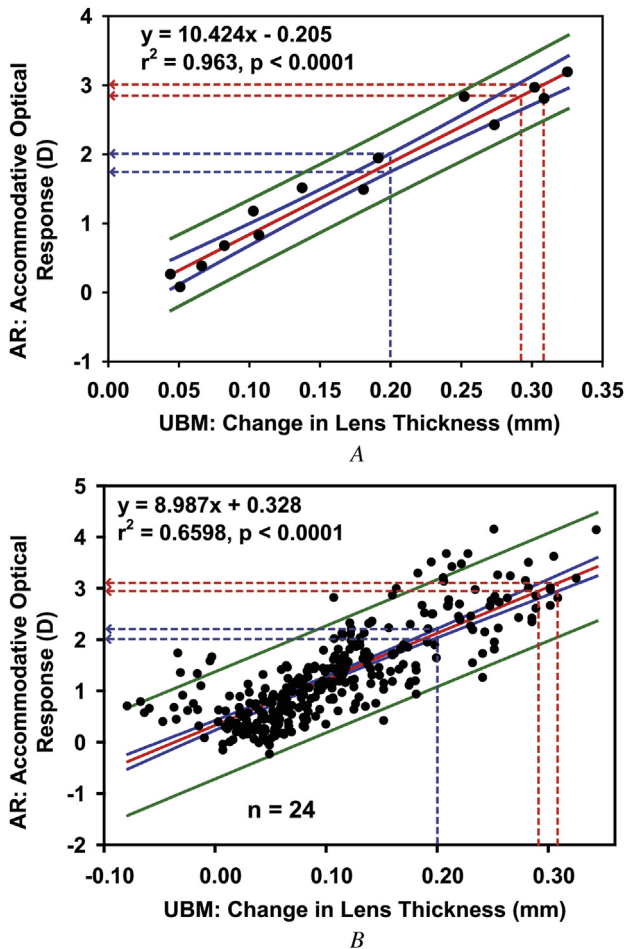 4
y = 10.424x - 0.205
r² = 0.963, p < 0.0001
3
2
1
0
-1
AR: Accommodative Optical
Response (D)
0.00 0.05 0.10 0.15 0.20 0.25 0.30 0.35
UBM: Change in Lens Thickness (mm)
A
5
y = 8.987x + 0.328
r² = 0.6598, p < 0.0001
4
3
2
1
0
-1
-2
AR: Accommodative Optical
Response (D)
n = 24
-0.10 0.00 0.10 0.20 0.30
UBM: Change in Lens Thickness (mm)
B